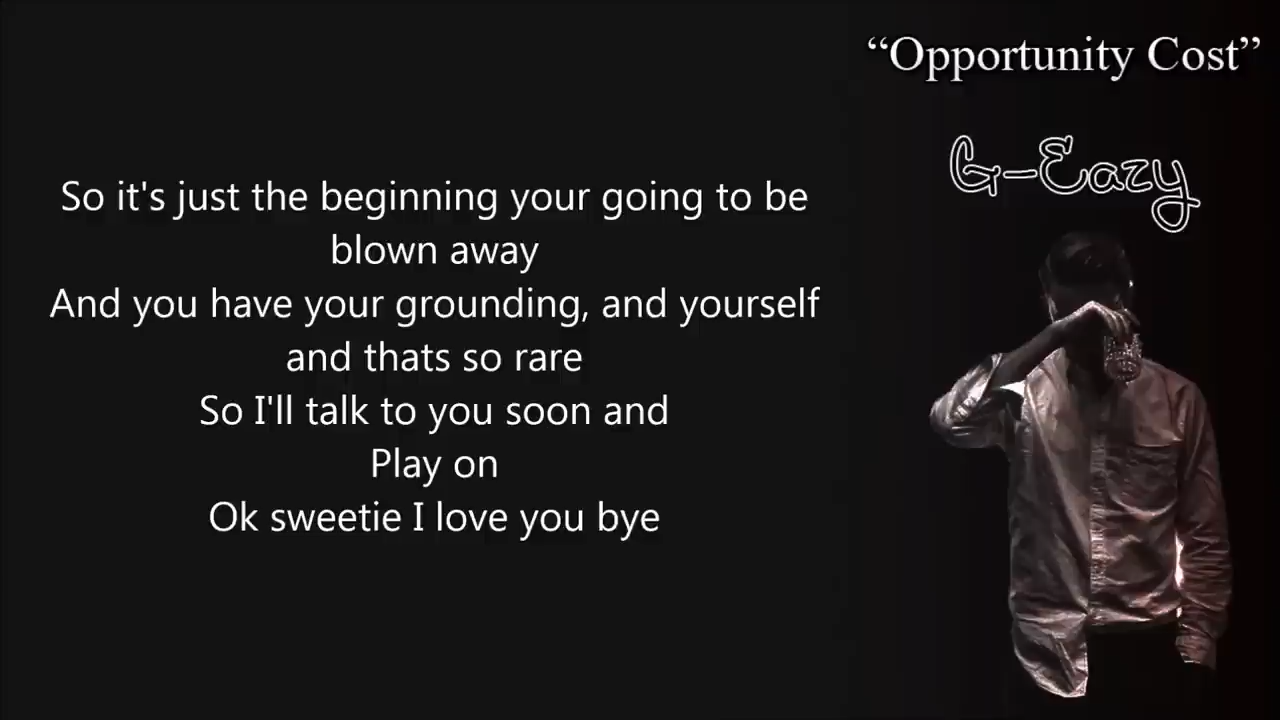 “Opportunity Cost”
G-Eazy
So it's just the beginning your going to be
blown away
And you have your grounding, and yourself
and thats so rare
So I'll talk to you soon and
Play on
Ok sweetie I love you bye